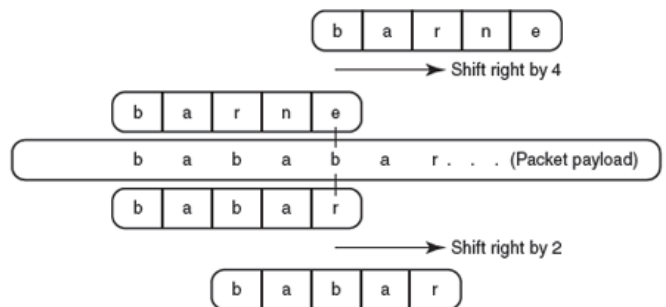 b a r n e
Shift right by 4
b a r n e
b a b a b a r . . . (Packet payload)
b a b a r
Shift right by 2
b a b a r